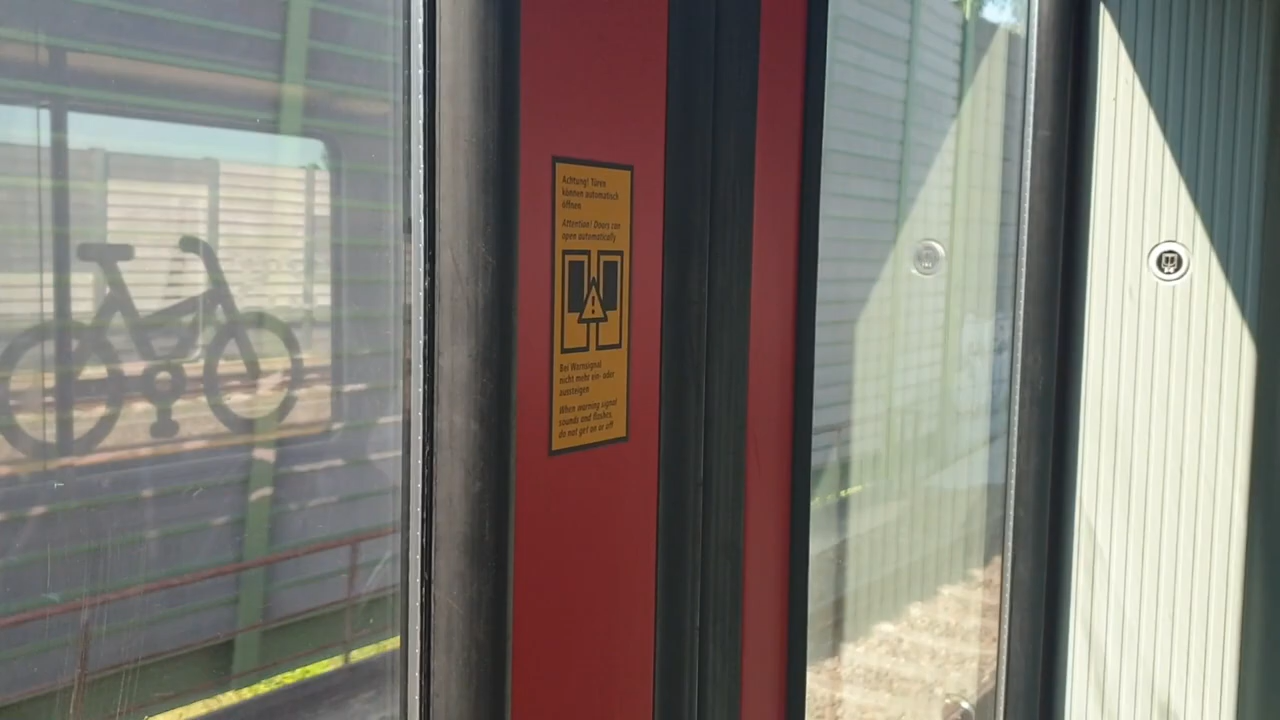 Achtung! Türen
können automatisch
öffnen
Attention! Doors can
open automatically
Bei Warnsignal
nicht mehr ein- oder
aussteigen
When warning signal
sounds and flashes,
do not get on or off